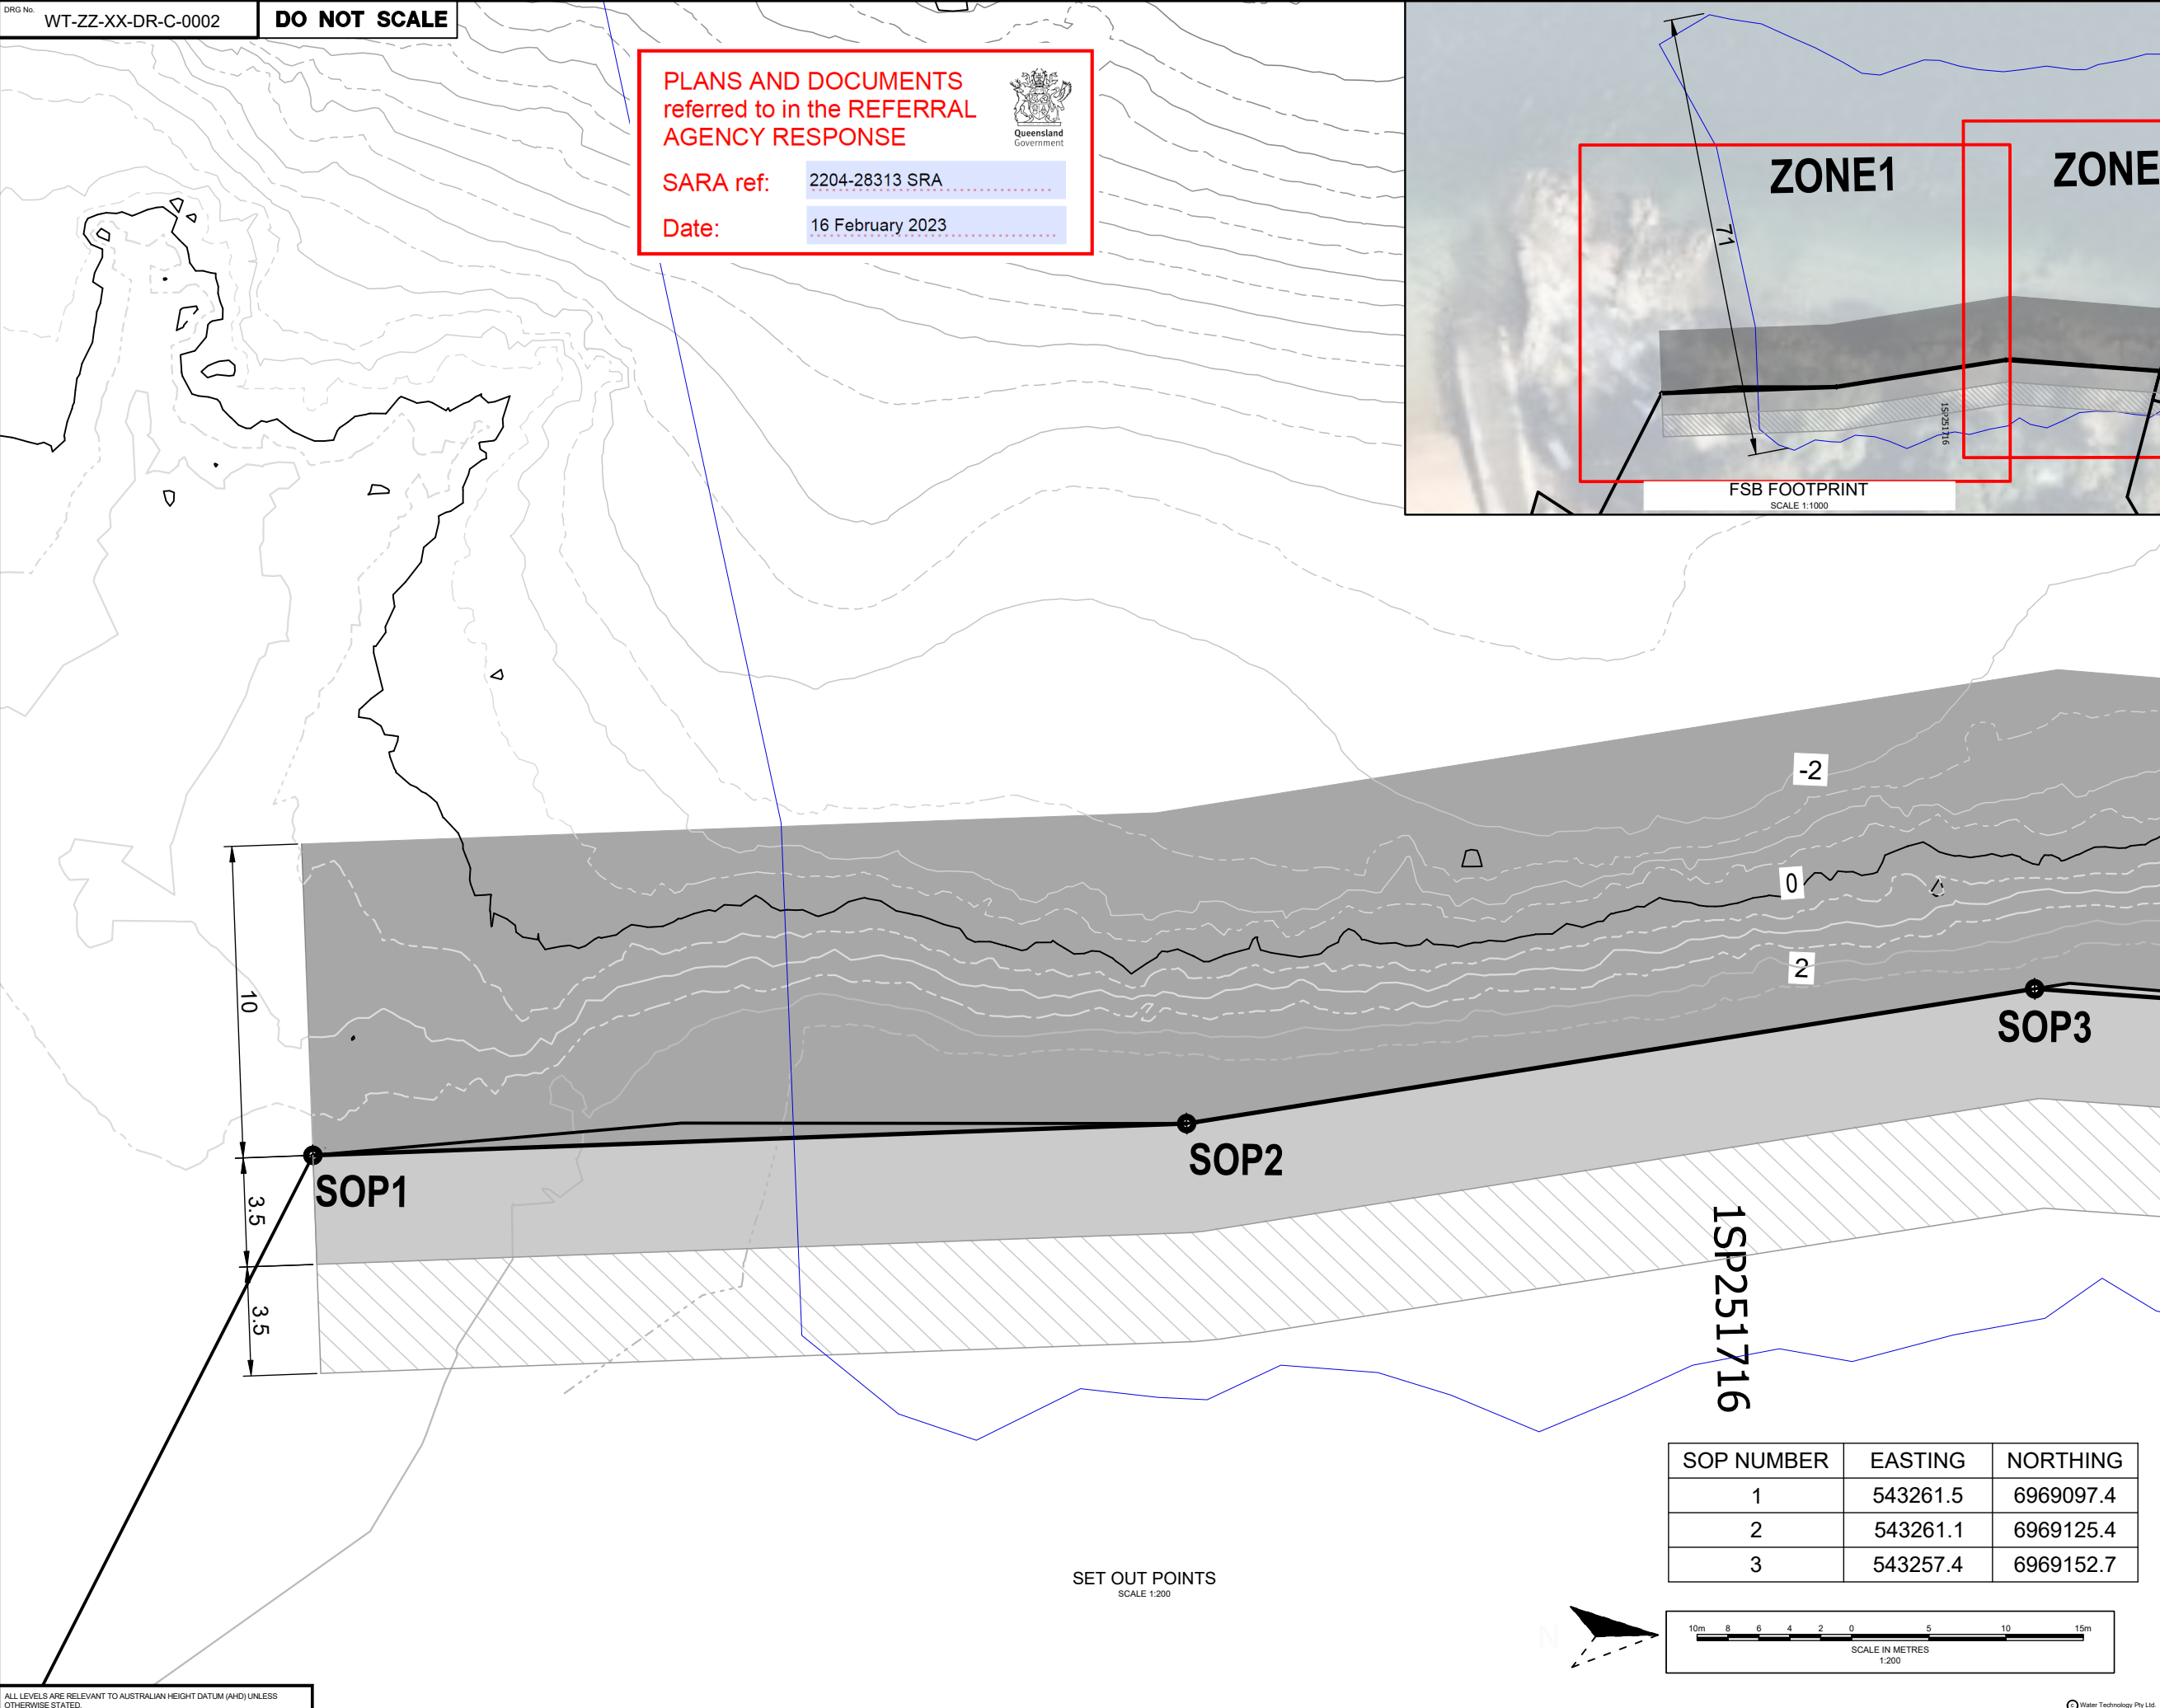 DRG No.
WT-ZZ-XX-DR-C-0002
DO NOT SCALE
PLANS AND DOCUMENTS
referred to in the REFERRAL
AGENCY RESPONSE
Queensland
Government
SARA ref:
2204-28313 SRA
Date:
16 February 2023
ZONE1
ZONE
71
1SP251716
FSB FOOTPRINT
SCALE 1:1000
-2
0
2
10
3.5
3.5
SOP1
SOP2
SOP3
1SP251716
SOP NUMBER EASTING NORTHING
1 543261.5 6969097.4
2 543261.1 6969125.4
3 543257.4 6969152.7
SET OUT POINTS
SCALE 1:200
N
10m 8 6 4 2 0 5 10 15m
SCALE IN METRES
1:200
ALL LEVELS ARE RELEVANT TO AUSTRALIAN HEIGHT DATUM (AHD) UNLESS
OTHERWISE STATED.
© Water Technology Pty Ltd.